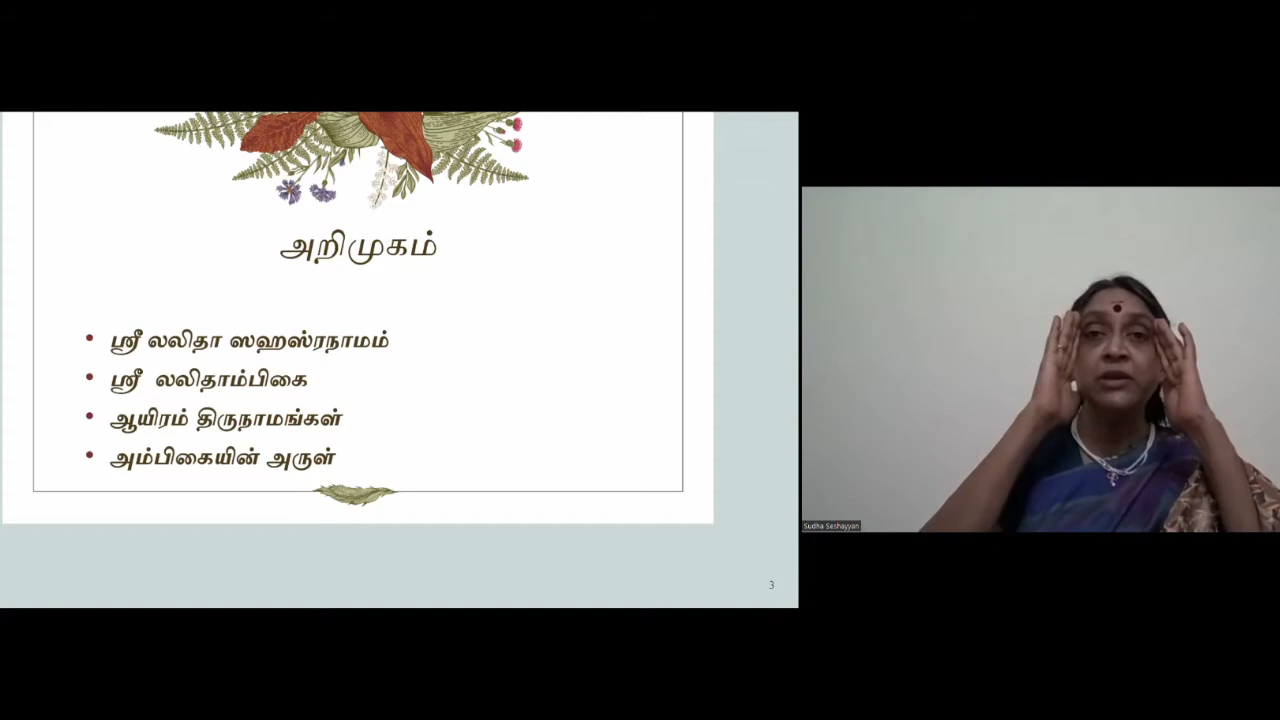 அறிமுகம்
• ஸ்ரீ லலிதா ஸஹஸ்ரநாமம்
• ஸ்ரீ லலிதாம்பிகை
• ஆயிரம் திருநாமங்கள்
• அம்பிகையின் அருள்
3
Sudha Seshayyan